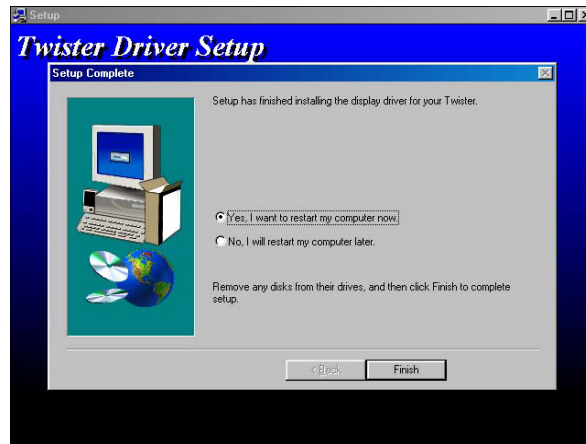 Setup
Twister Driver Setup
Setup Complete
Setup has finished installing the display driver for your Twister.
Yes, I want to restart my computer now.
No, I will restart my computer later.
Remove any disks from their drives, and then click Finish to complete
setup.
< Back
Finish